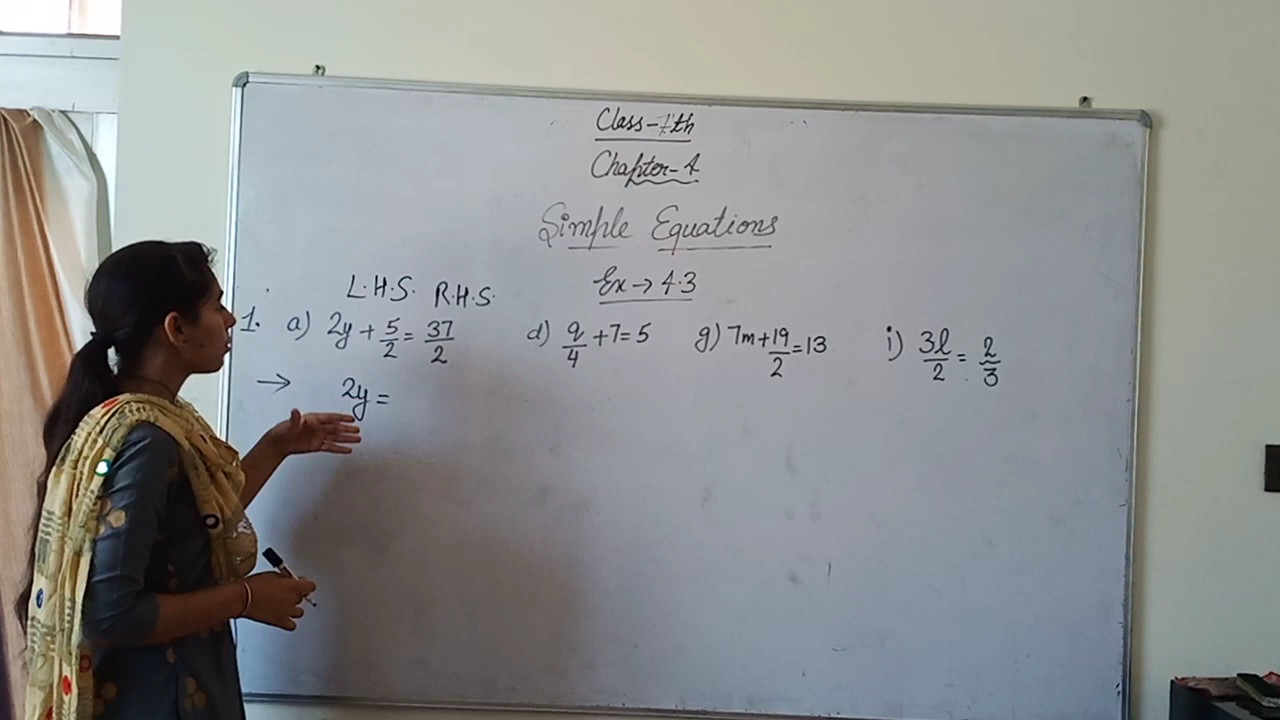 Class-7th
Chapter-4
Simple Equations
Ex → 4.3
L.H.S. R.H.S.
1. a) 2y + 5/2 = 37/2 d) q/4 + 7 = 5 g) 7m + 19/2 = 13 i) 3l/2 = 2/3
→ 2y =